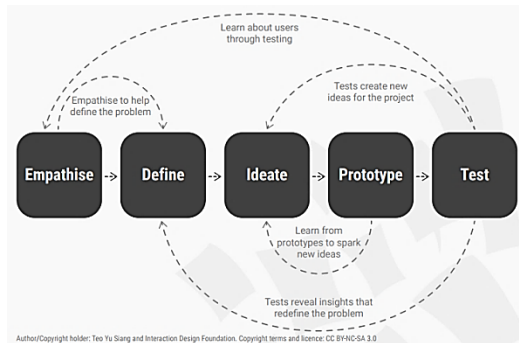 Learn about users
through testing
Tests create new
ideas for the project
Empathise to help
define the problem
Empathise
Define
Ideate
Prototype
Test
Learn from
prototypes to spark
new ideas
Tests reveal insights that
redefine the problem
Author/Copyright holder: Teo Yu Siang and Interaction Design Foundation. Copyright terms and licence: CC BY-NC-SA 3.0